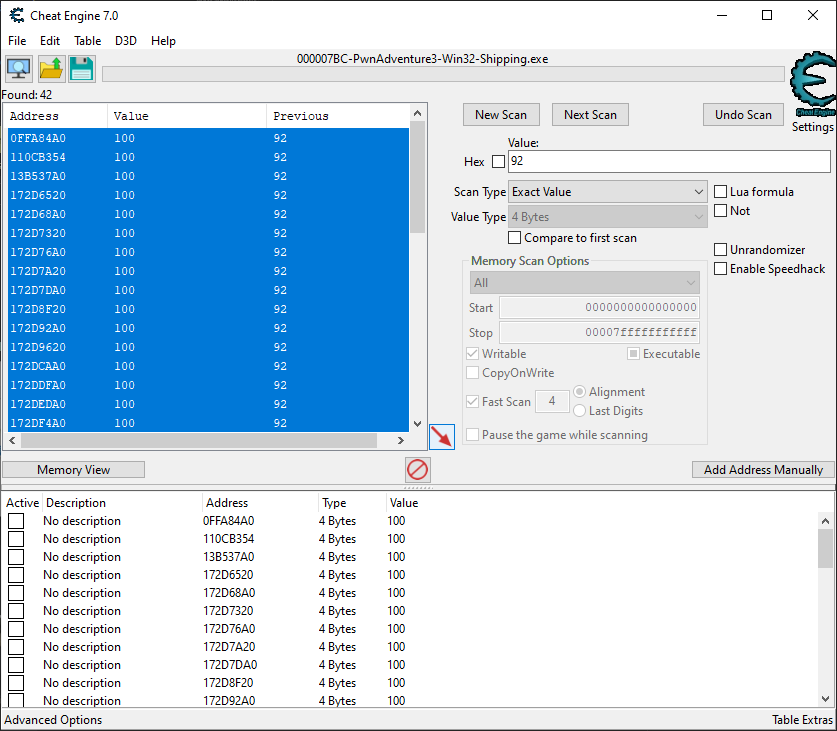 Cheat Engine 7.0
File Edit Table D3D Help
000007BC-PwnAdventure3-Win32-Shipping.exe
Found: 42
Address Value Previous
0FFA84A0 100 92
110CB354 100 92
13B537A0 100 92
172D6520 100 92
172D68A0 100 92
172D7320 100 92
172D76A0 100 92
172D7A20 100 92
172D7DA0 100 92
172D8F20 100 92
172D92A0 100 92
172D9620 100 92
172DCAA0 100 92
172DDFA0 100 92
172DEDA0 100 92
172DF4A0 100 92
New Scan Next Scan Undo Scan
Cheat Engine
Settings
Value:
Hex 92
Scan Type Exact Value
Lua formula
Value Type 4 Bytes
Not
Compare to first scan
Unrandomizer
Enable Speedhack
Memory Scan Options
All
Start 0000000000000000
Stop 00007fffffffffff
Writable Executable
CopyOnWrite
Fast Scan 4 Alignment
Last Digits
Pause the game while scanning
Memory View Add Address Manually
Active Description Address Type Value
No description 0FFA84A0 4 Bytes 100
No description 110CB354 4 Bytes 100
No description 13B537A0 4 Bytes 100
No description 172D6520 4 Bytes 100
No description 172D68A0 4 Bytes 100
No description 172D7320 4 Bytes 100
No description 172D76A0 4 Bytes 100
No description 172D7A20 4 Bytes 100
No description 172D7DA0 4 Bytes 100
No description 172D8F20 4 Bytes 100
No description 172D92A0 4 Bytes 100
Advanced Options Table Extras